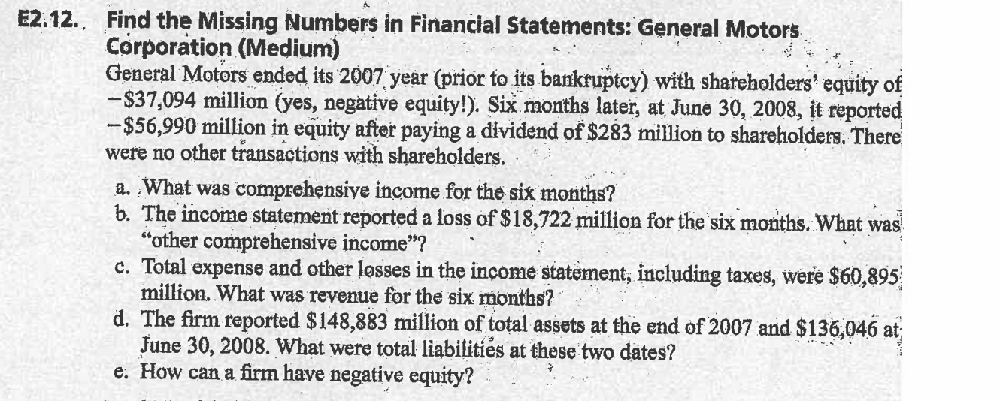 E2.12. Find the Missing Numbers in Financial Statements: General Motors
Corporation (Medium)
General Motors ended its 2007 year (prior to its bankruptcy) with shareholders' equity of
−$37,094 million (yes, negative equity!). Six months later, at June 30, 2008, it reported
−$56,990 million in equity after paying a dividend of $283 million to shareholders. There
were no other transactions with shareholders.
a. What was comprehensive income for the six months?
b. The income statement reported a loss of $18,722 million for the six months. What was
“other comprehensive income”?
c. Total expense and other losses in the income statement, including taxes, were $60,895
million. What was revenue for the six months?
d. The firm reported $148,883 million of total assets at the end of 2007 and $136,046 at
June 30, 2008. What were total liabilities at these two dates?
e. How can a firm have negative equity?